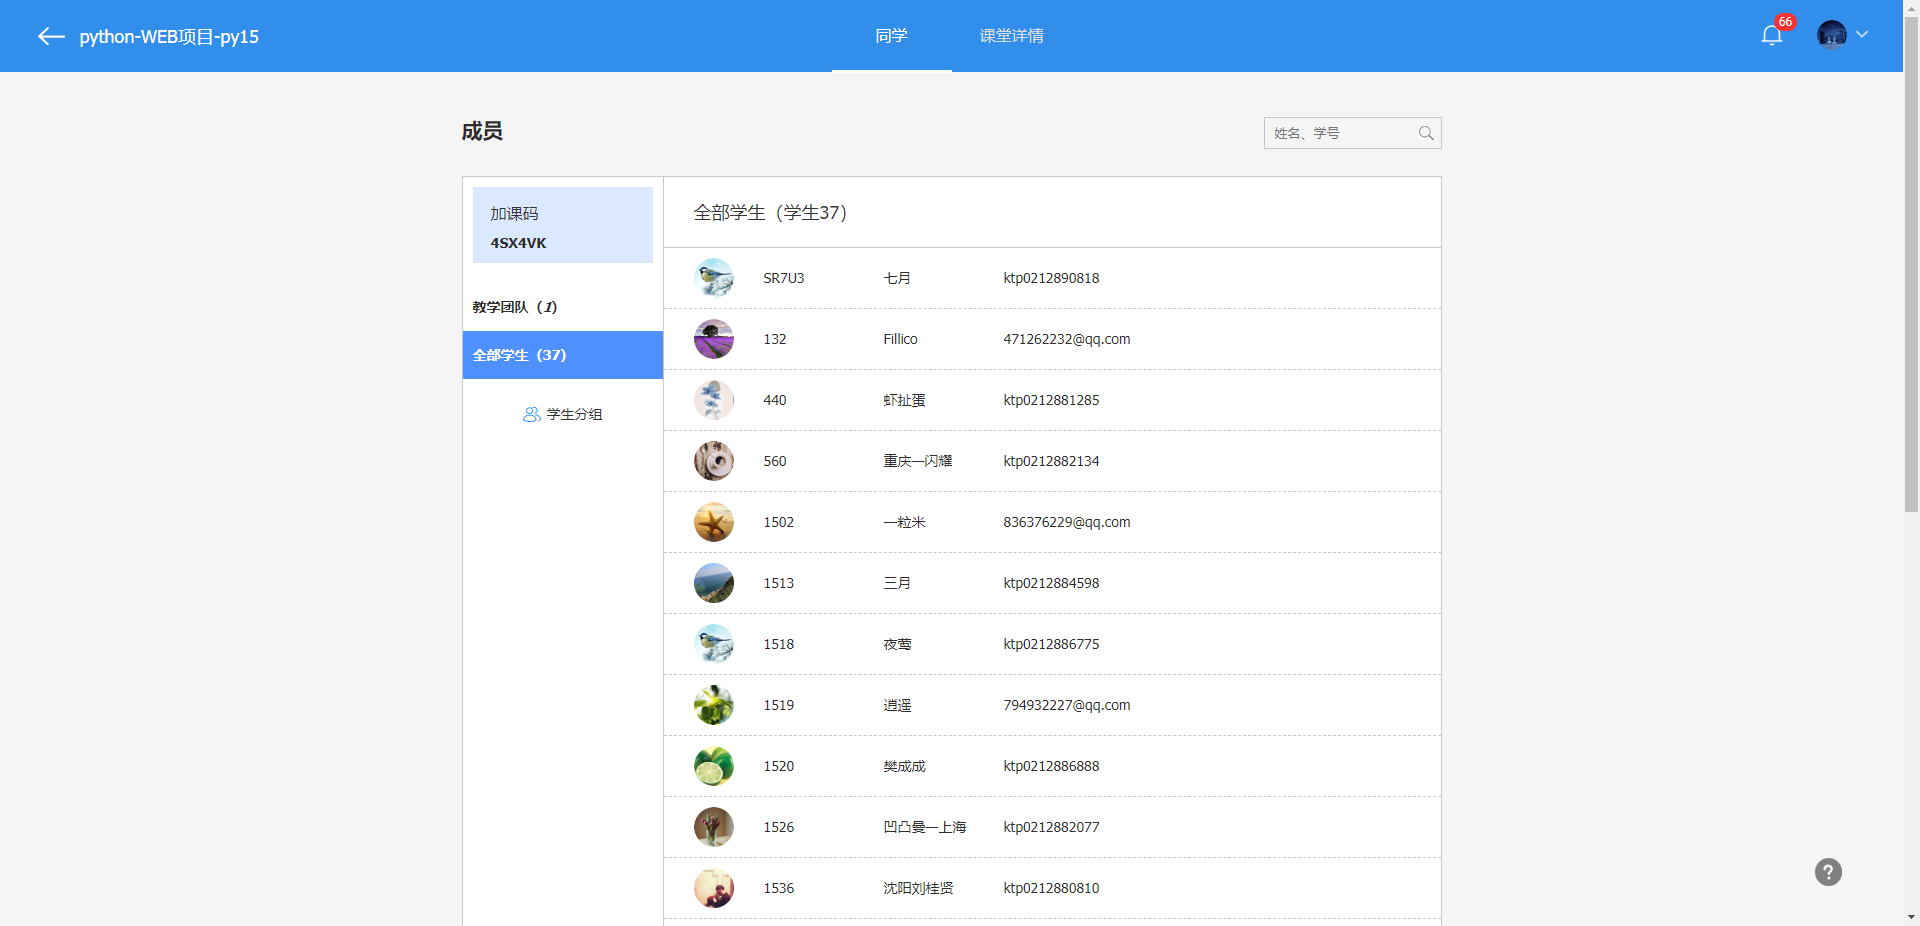 python-WEB项目-py15
同学
课堂详情
66
成员
姓名、学号
加课码
4SX4VK
教学团队（1）
全部学生（37）
学生分组
全部学生（学生37）
SR7U3 七月 ktp0212890818
132 Fillico 471262232@qq.com
440 虾扯蛋 ktp0212881285
560 重庆—闪耀 ktp0212882134
1502 一粒米 836376229@qq.com
1513 三月 ktp0212884598
1518 夜莺 ktp0212886775
1519 逍遥 794932227@qq.com
1520 樊成成 ktp0212886888
1526 凹凸曼—上海 ktp0212882077
1536 沈阳刘桂贤 ktp0212880810
?